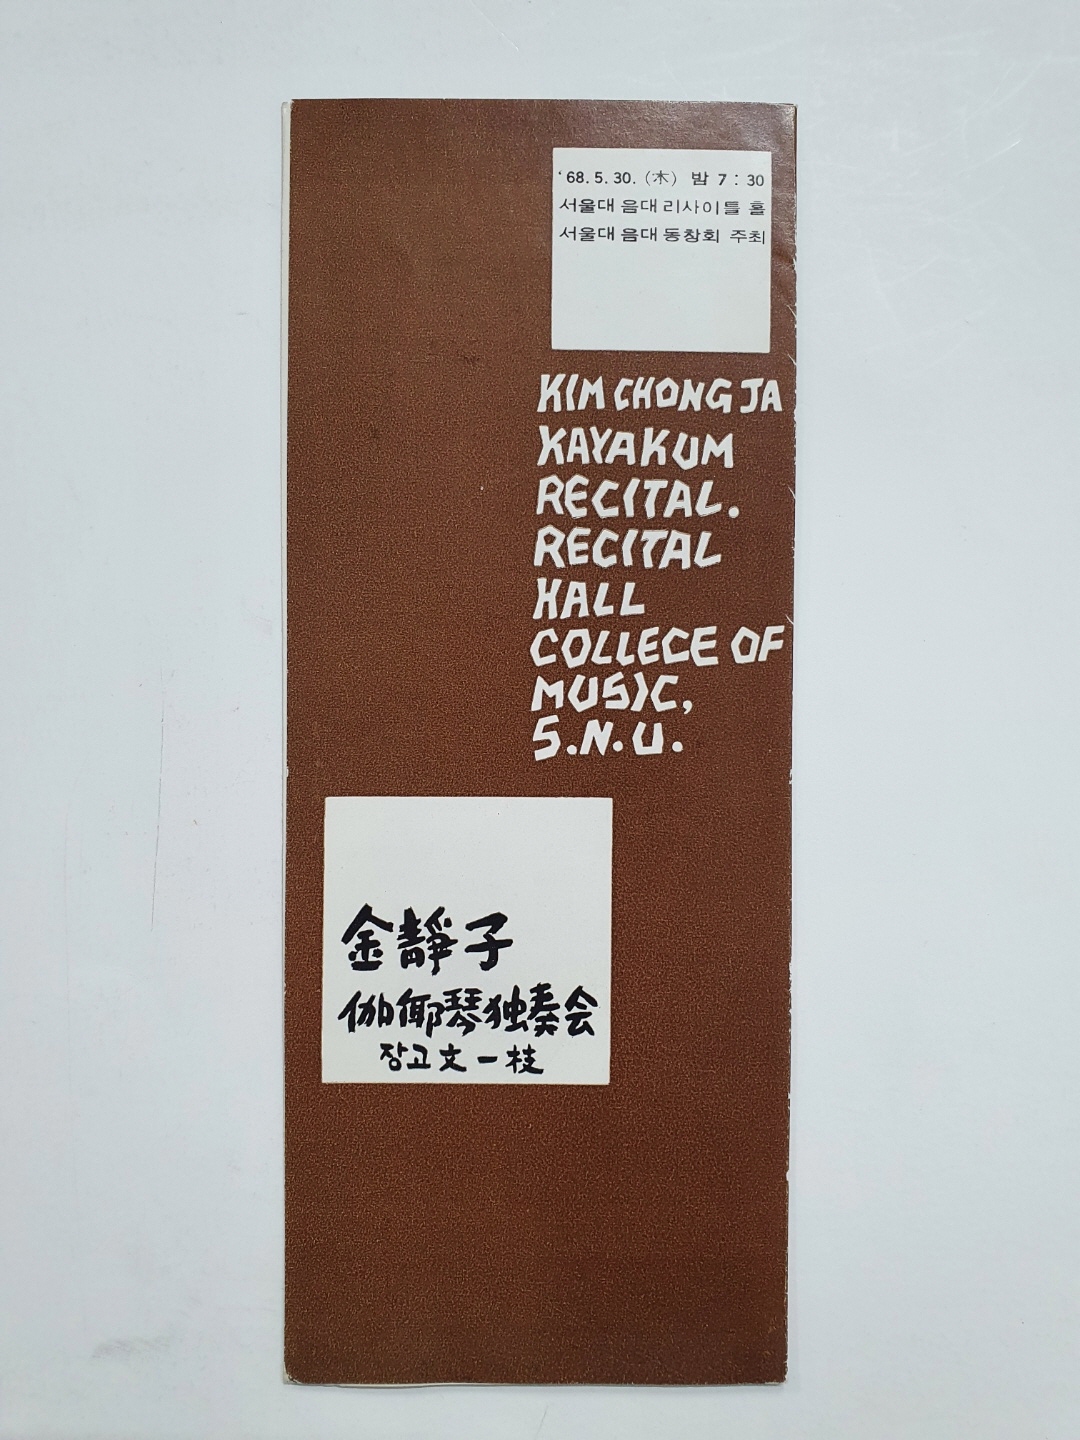 '68.5.30.(木) 밤 7:30
서울대 음대 리사이틀 홀
서울대 음대 동창회 주최
KIM CHONG JA
KAYAKUM
RECITAL.
RECITAL
HALL
COLLECE OF
MUSIC,
S.N.U.
金靜子
伽倻琴独奏会
장고 文一枝